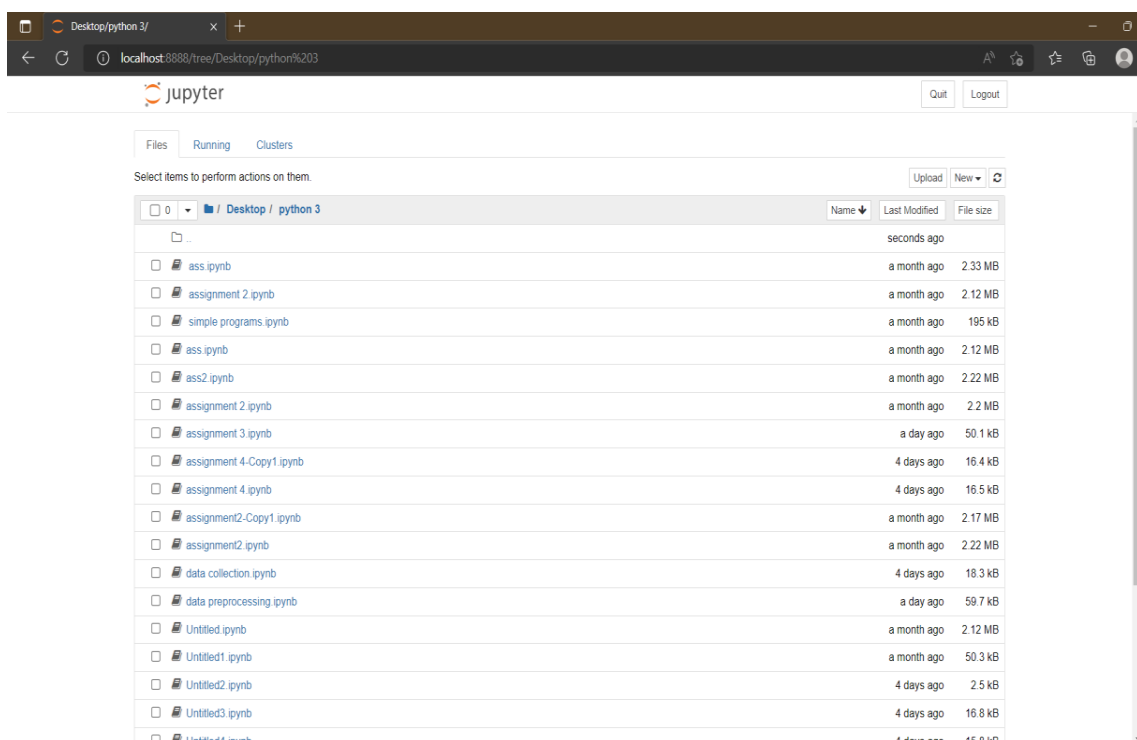 Desktop/python 3/
localhost:8888/tree/Desktop/python%203
jupyter
Quit Logout
Files Running Clusters
Select items to perform actions on them.
Upload New
0 / Desktop / python 3 Name Last Modified File size
.. seconds ago
ass.ipynb a month ago 2.33 MB
assignment 2.ipynb a month ago 2.12 MB
simple programs.ipynb a month ago 195 kB
ass.ipynb a month ago 2.12 MB
ass2.ipynb a month ago 2.22 MB
assignment 2.ipynb a month ago 2.2 MB
assignment 3.ipynb a day ago 50.1 kB
assignment 4-Copy1.ipynb 4 days ago 16.4 kB
assignment 4.ipynb 4 days ago 16.5 kB
assignment2-Copy1.ipynb a month ago 2.17 MB
assignment2.ipynb a month ago 2.22 MB
data collection.ipynb 4 days ago 18.3 kB
data preprocessing.ipynb a day ago 59.7 kB
Untitled.ipynb a month ago 2.12 MB
Untitled1.ipynb a month ago 50.3 kB
Untitled2.ipynb 4 days ago 2.5 kB
Untitled3.ipynb 4 days ago 16.8 kB